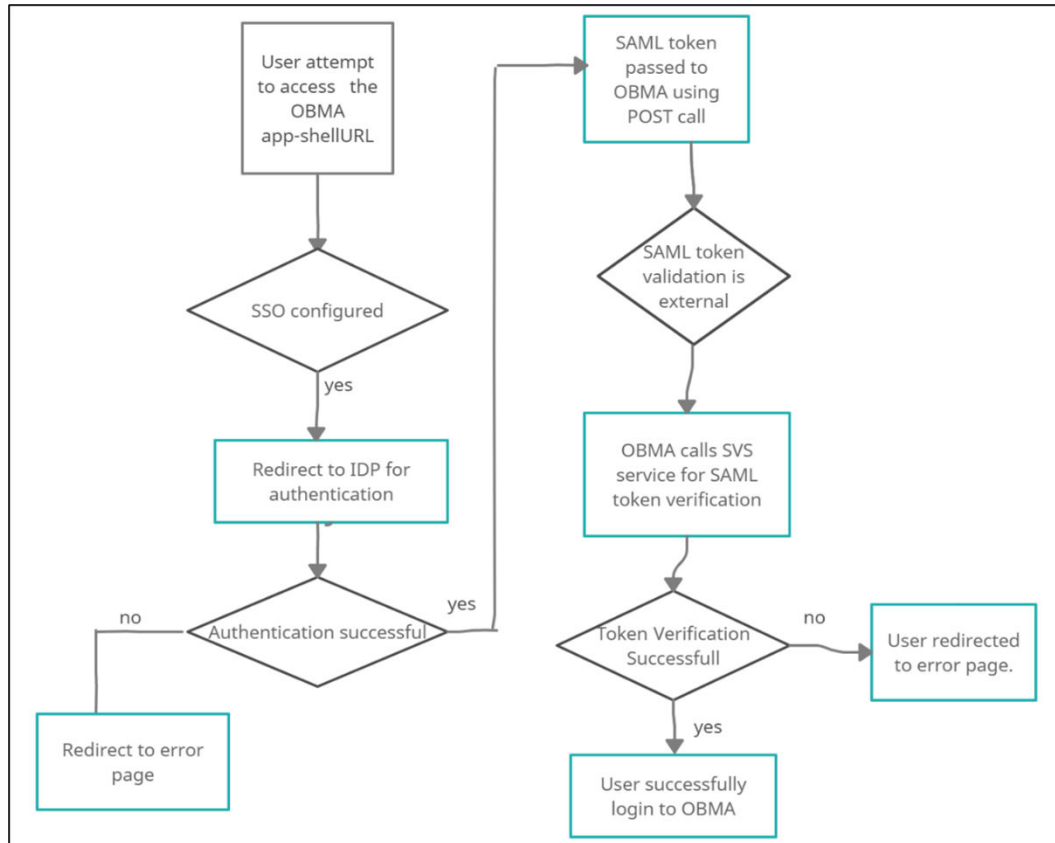 User attempt
to access the
OBMA
app-shellURL
SSO configured
yes
Redirect to IDP for
authentication
Authentication successful
no
yes
Redirect to error
page
SAML token
passed to
OBMA using
POST call
SAML token
validation is
external
OBMA calls SVS
service for SAML
token verification
Token Verification
Successfull
no
User redirected
to error page.
yes
User successfully
login to OBMA